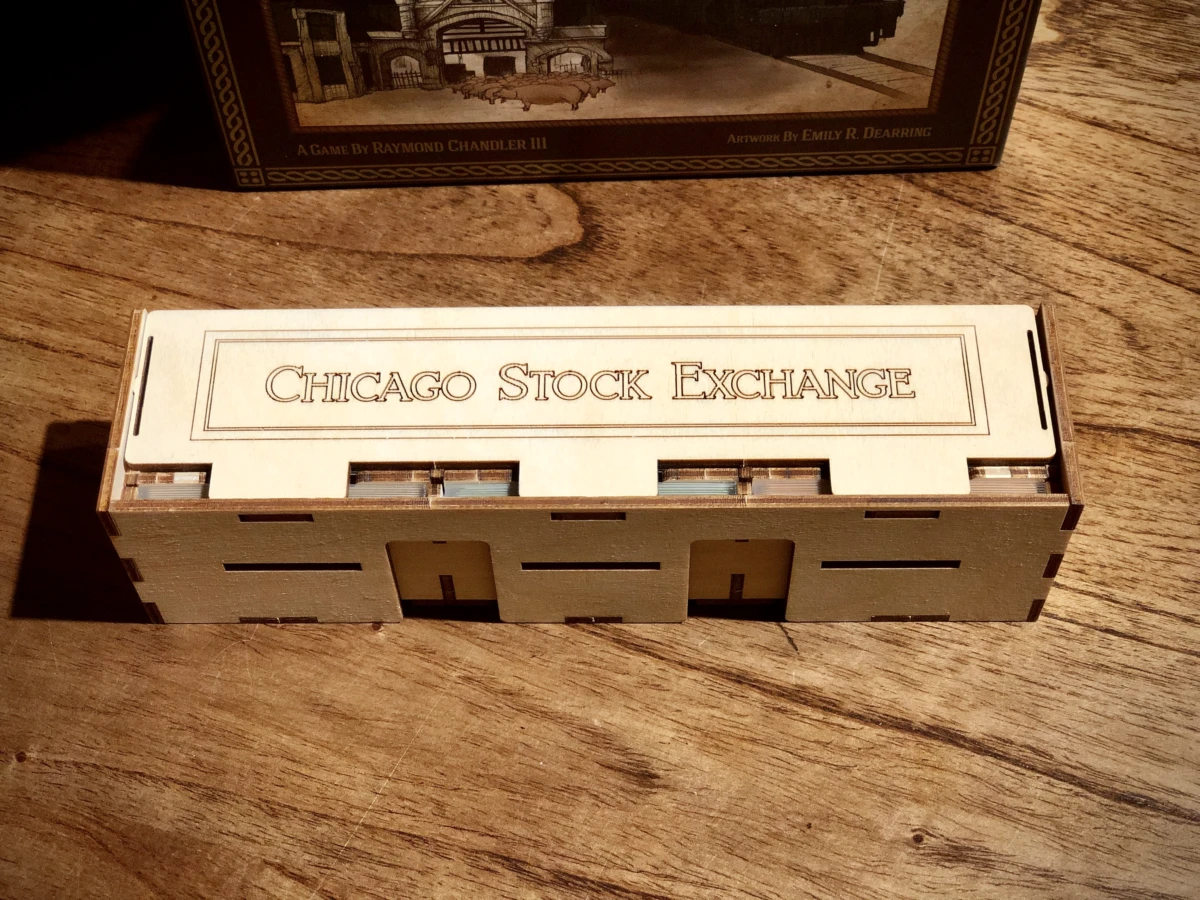 A Game By Raymond Chandler III
Artwork By Emily R. Dearring
Chicago Stock Exchange